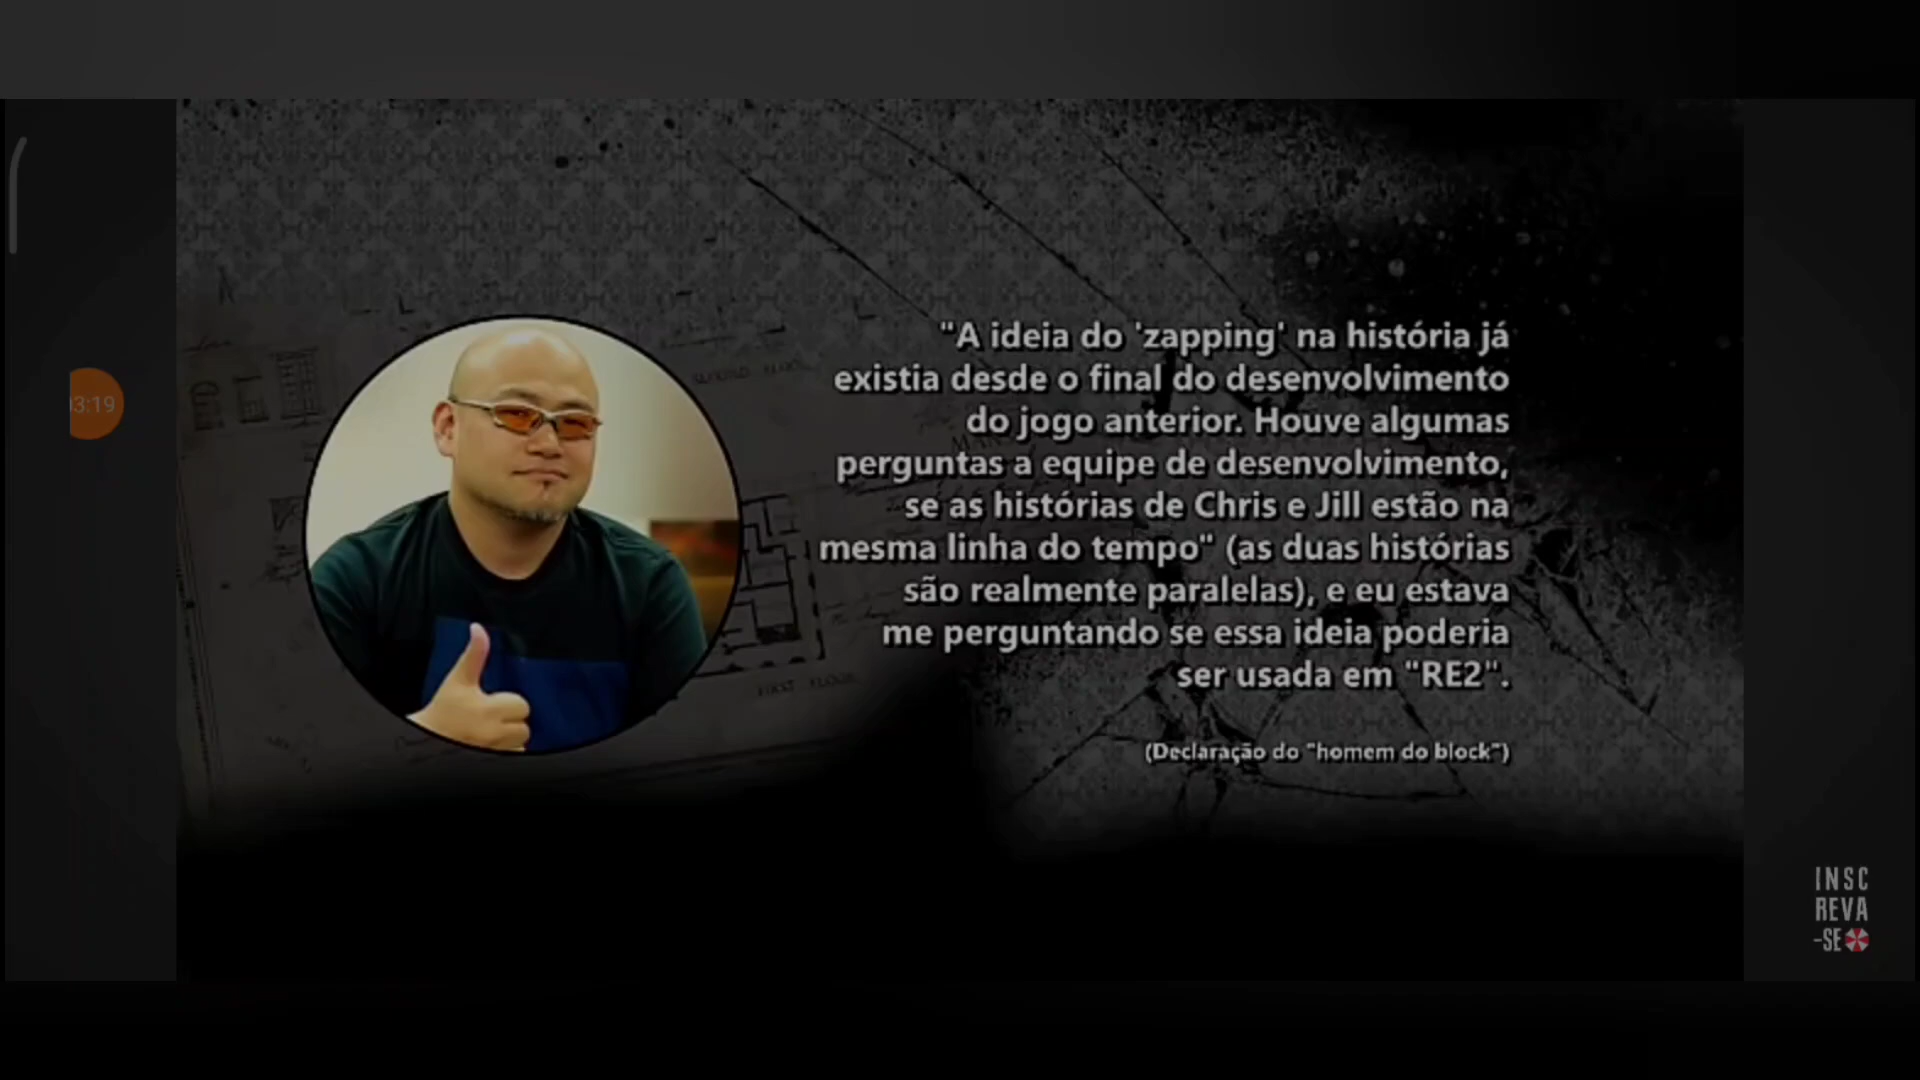 "A ideia do 'zapping' na história já
existia desde o final do desenvolvimento
do jogo anterior. Houve algumas
perguntas a equipe de desenvolvimento,
se as histórias de Chris e Jill estão na
mesma linha do tempo" (as duas histórias
são realmente paralelas), e eu estava
me perguntando se essa ideia poderia
ser usada em "RE2".
(Declaração do "homem do block")
3:19
FIRST FLOOR
INSC
REVA
-SE